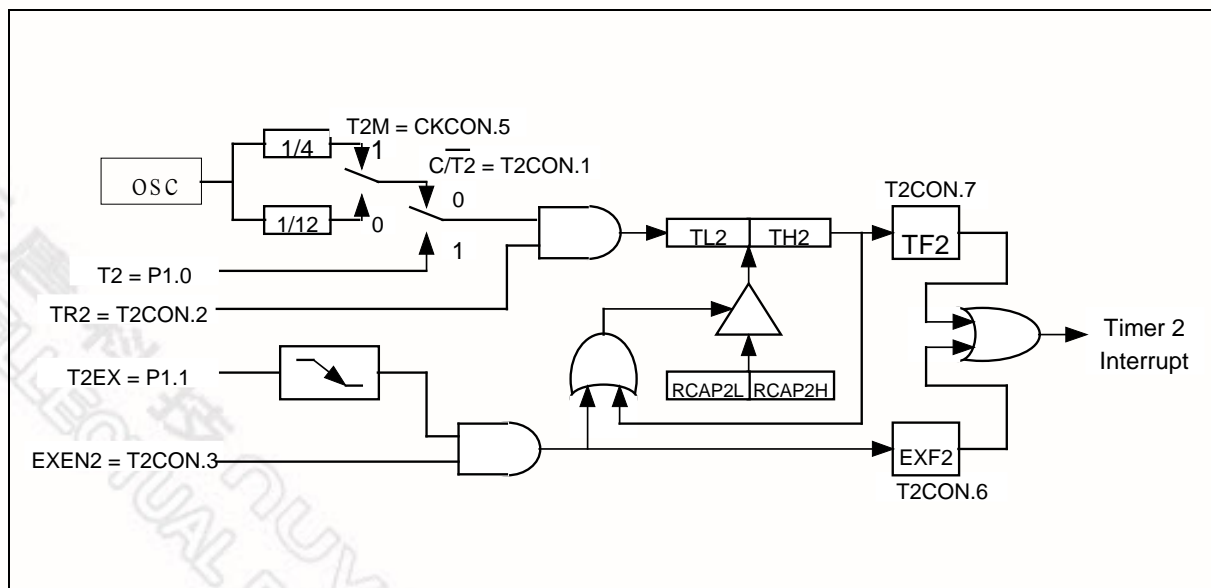 T2M = CKCON.5
1/4
1
C/T2 = T2CON.1
osc
0
1/12
0
T2CON.7
TL2
TH2
TF2
1
T2 = P1.0
TR2 = T2CON.2
Timer 2
Interrupt
T2EX = P1.1
RCAP2L
RCAP2H
EXEN2 = T2CON.3
EXF2
T2CON.6